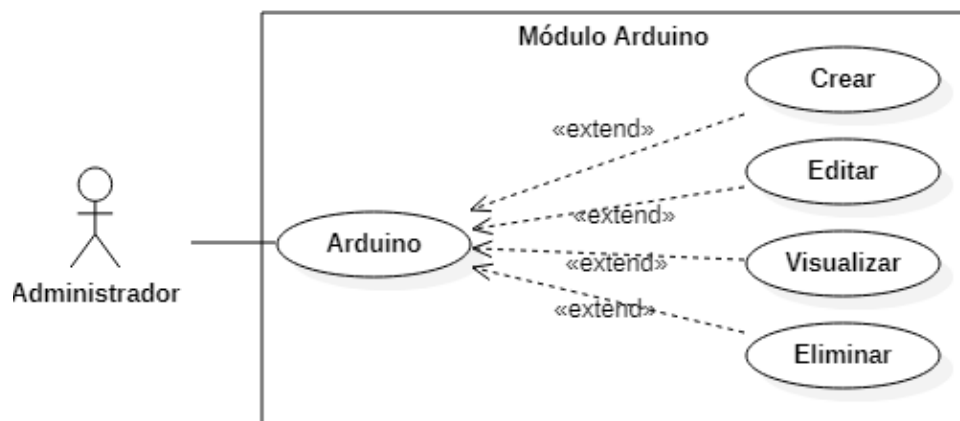 Módulo Arduino
Crear
«extend»
Editar
«extend»
Arduino
Visualizar
«extend»
Administrador
«extend»
Eliminar